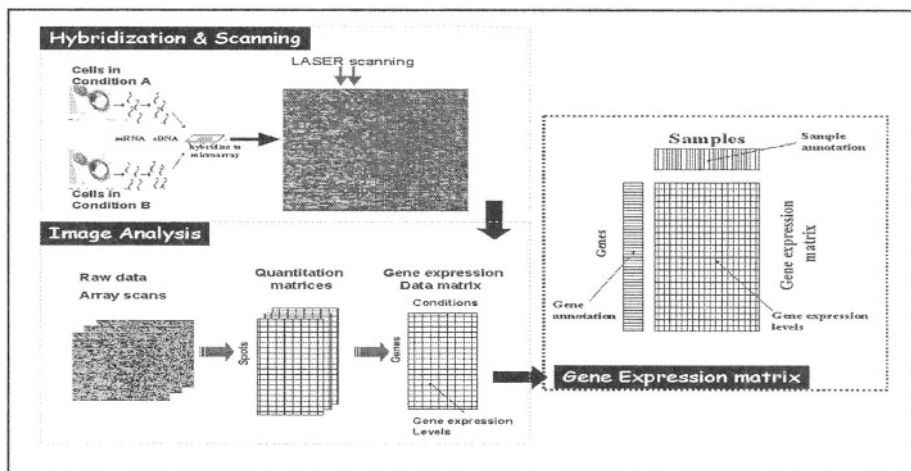 Hybridization & Scanning
Cells in
Condition A
LASER scanning
mRNA cDNA
hybridize to
microarray
Cells in
Condition B
Image Analysis
Raw data
Array scans
Quantitation
matrices
Spots
Gene expression
Data matrix
Conditions
Genes
Gene expression
Levels
Samples
Sample
annotation
Genes
Gene expression
matrix
Gene
annotation
Gene expression
levels
Gene Expression matrix